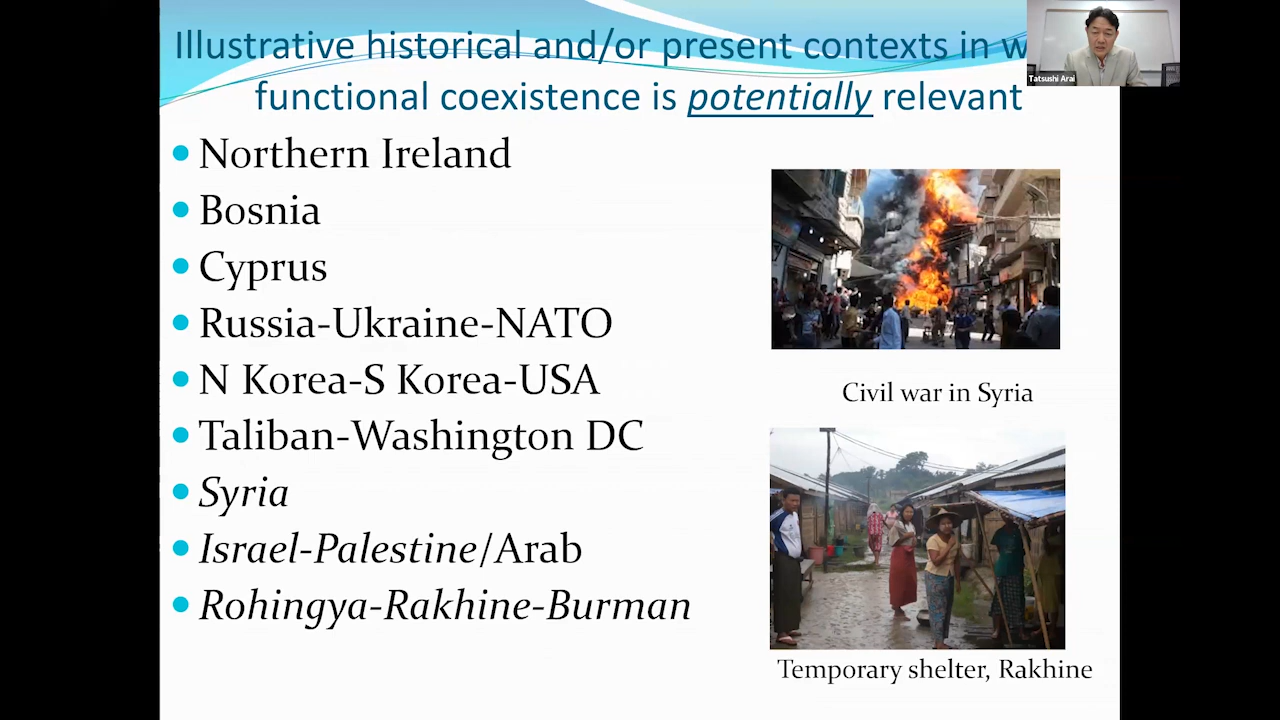 Illustrative historical and/or present contexts in
functional coexistence is potentially relevant
Tatsushi Arai
• Northern Ireland
• Bosnia
• Cyprus
• Russia-Ukraine-NATO
• N Korea-S Korea-USA
• Taliban-Washington DC
• Syria
• Israel-Palestine/Arab
• Rohingya-Rakhine-Burman
Civil war in Syria
Temporary shelter, Rakhine